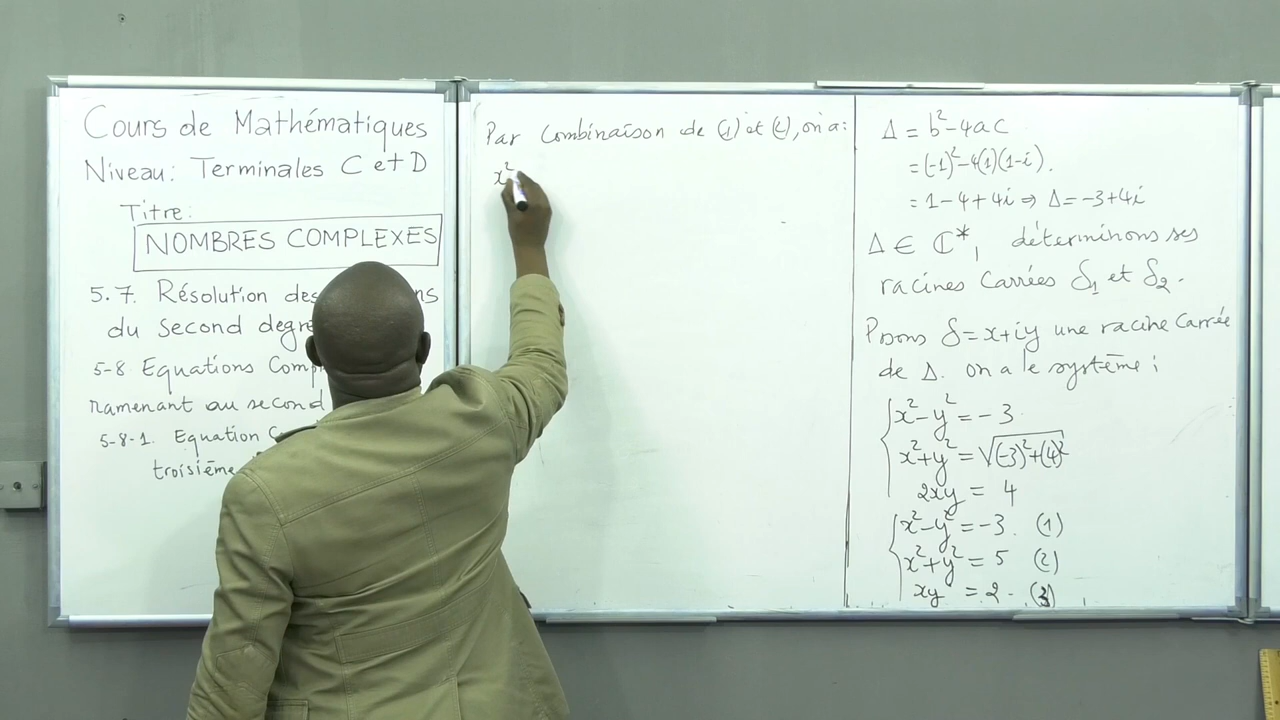 Cours de Mathématiques
Niveau: Terminales C et D
Titre:
NOMBRES COMPLEXES
5.7. Résolution des ns
du second degr
5-8 Equations Comp
ramenant au second
5-8-1. Equation
troisième
Par Combinaison de (1) et (2), on a:
x²
Δ = b²-4ac
= (-1)²-4(1)(1-i).
= 1-4+4i ⇒ Δ=-3+4i
Δ ∈ ℂ*, déterminons ses
racines Carrées δ₁ et δ₂.
Posons δ=x+iy une racine Carrée
de Δ. on a le système:
x²-y²=-3
x²+y²=√(-3)²+(4)²
2xy = 4
x²-y²=-3. (1)
x²+y²= 5 (2)
xy = 2. (3)